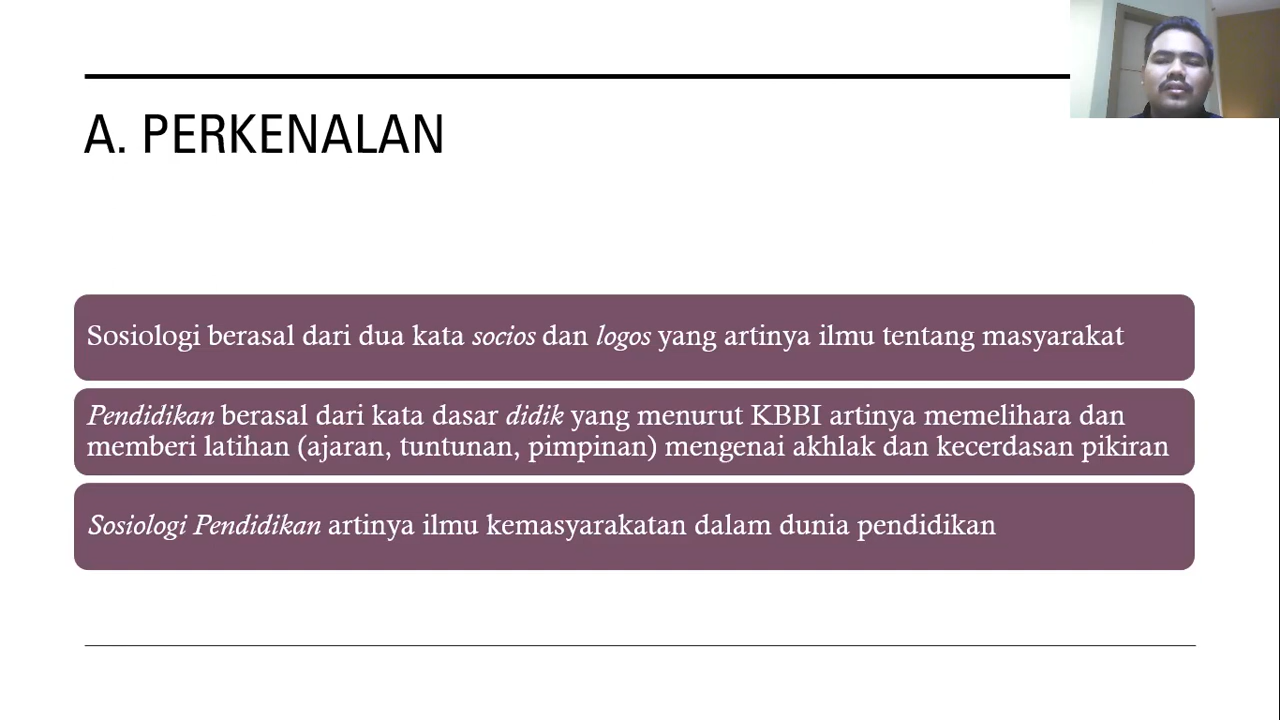 A. PERKENALAN
Sosiologi berasal dari dua kata socios dan logos yang artinya ilmu tentang masyarakat
Pendidikan berasal dari kata dasar didik yang menurut KBBI artinya memelihara dan
memberi latihan (ajaran, tuntunan, pimpinan) mengenai akhlak dan kecerdasan pikiran
Sosiologi Pendidikan artinya ilmu kemasyarakatan dalam dunia pendidikan